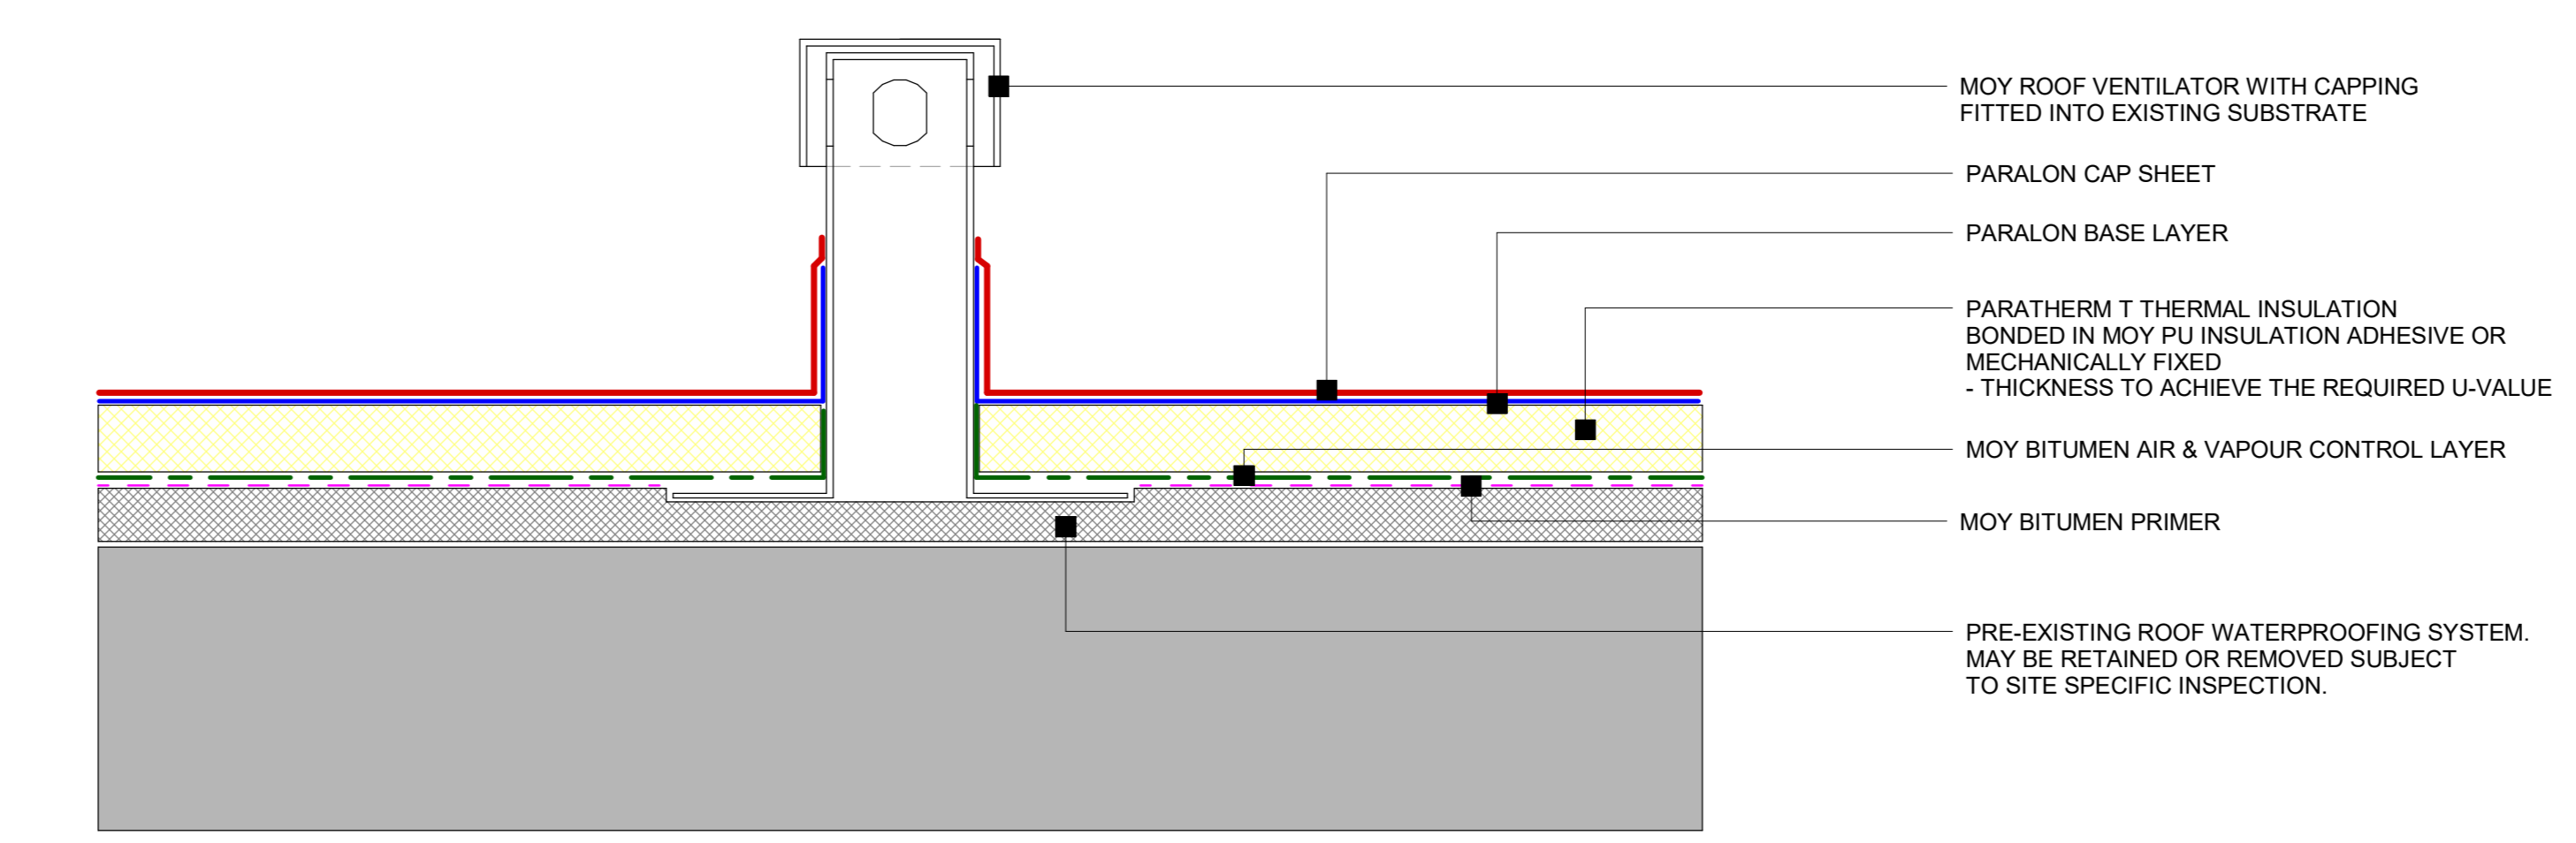 MOY ROOF VENTILATOR WITH CAPPING
FITTED INTO EXISTING SUBSTRATE
PARALON CAP SHEET
PARALON BASE LAYER
PARATHERM T THERMAL INSULATION
BONDED IN MOY PU INSULATION ADHESIVE OR
MECHANICALLY FIXED
- THICKNESS TO ACHIEVE THE REQUIRED U-VALUE
MOY BITUMEN AIR & VAPOUR CONTROL LAYER
MOY BITUMEN PRIMER
PRE-EXISTING ROOF WATERPROOFING SYSTEM.
MAY BE RETAINED OR REMOVED SUBJECT
TO SITE SPECIFIC INSPECTION.